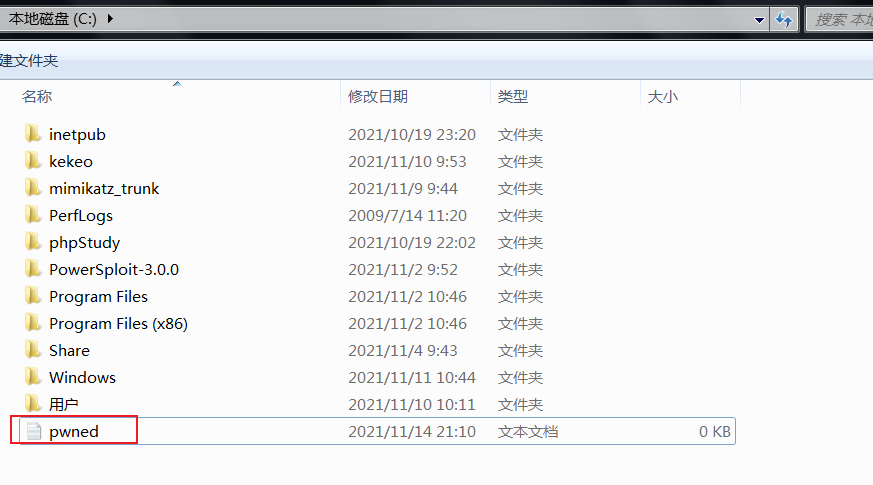 本地磁盘 (C:)
搜索 本地
建文件夹
名称 修改日期 类型 大小
inetpub 2021/10/19 23:20 文件夹
kekeo 2021/11/10 9:53 文件夹
mimikatz_trunk 2021/11/9 9:44 文件夹
PerfLogs 2009/7/14 11:20 文件夹
phpStudy 2021/10/19 22:02 文件夹
PowerSploit-3.0.0 2021/11/2 9:52 文件夹
Program Files 2021/11/2 10:46 文件夹
Program Files (x86) 2021/11/2 10:46 文件夹
Share 2021/11/4 9:43 文件夹
Windows 2021/11/11 10:44 文件夹
用户 2021/11/10 10:11 文件夹
pwned 2021/11/14 21:10 文本文档 0 KB